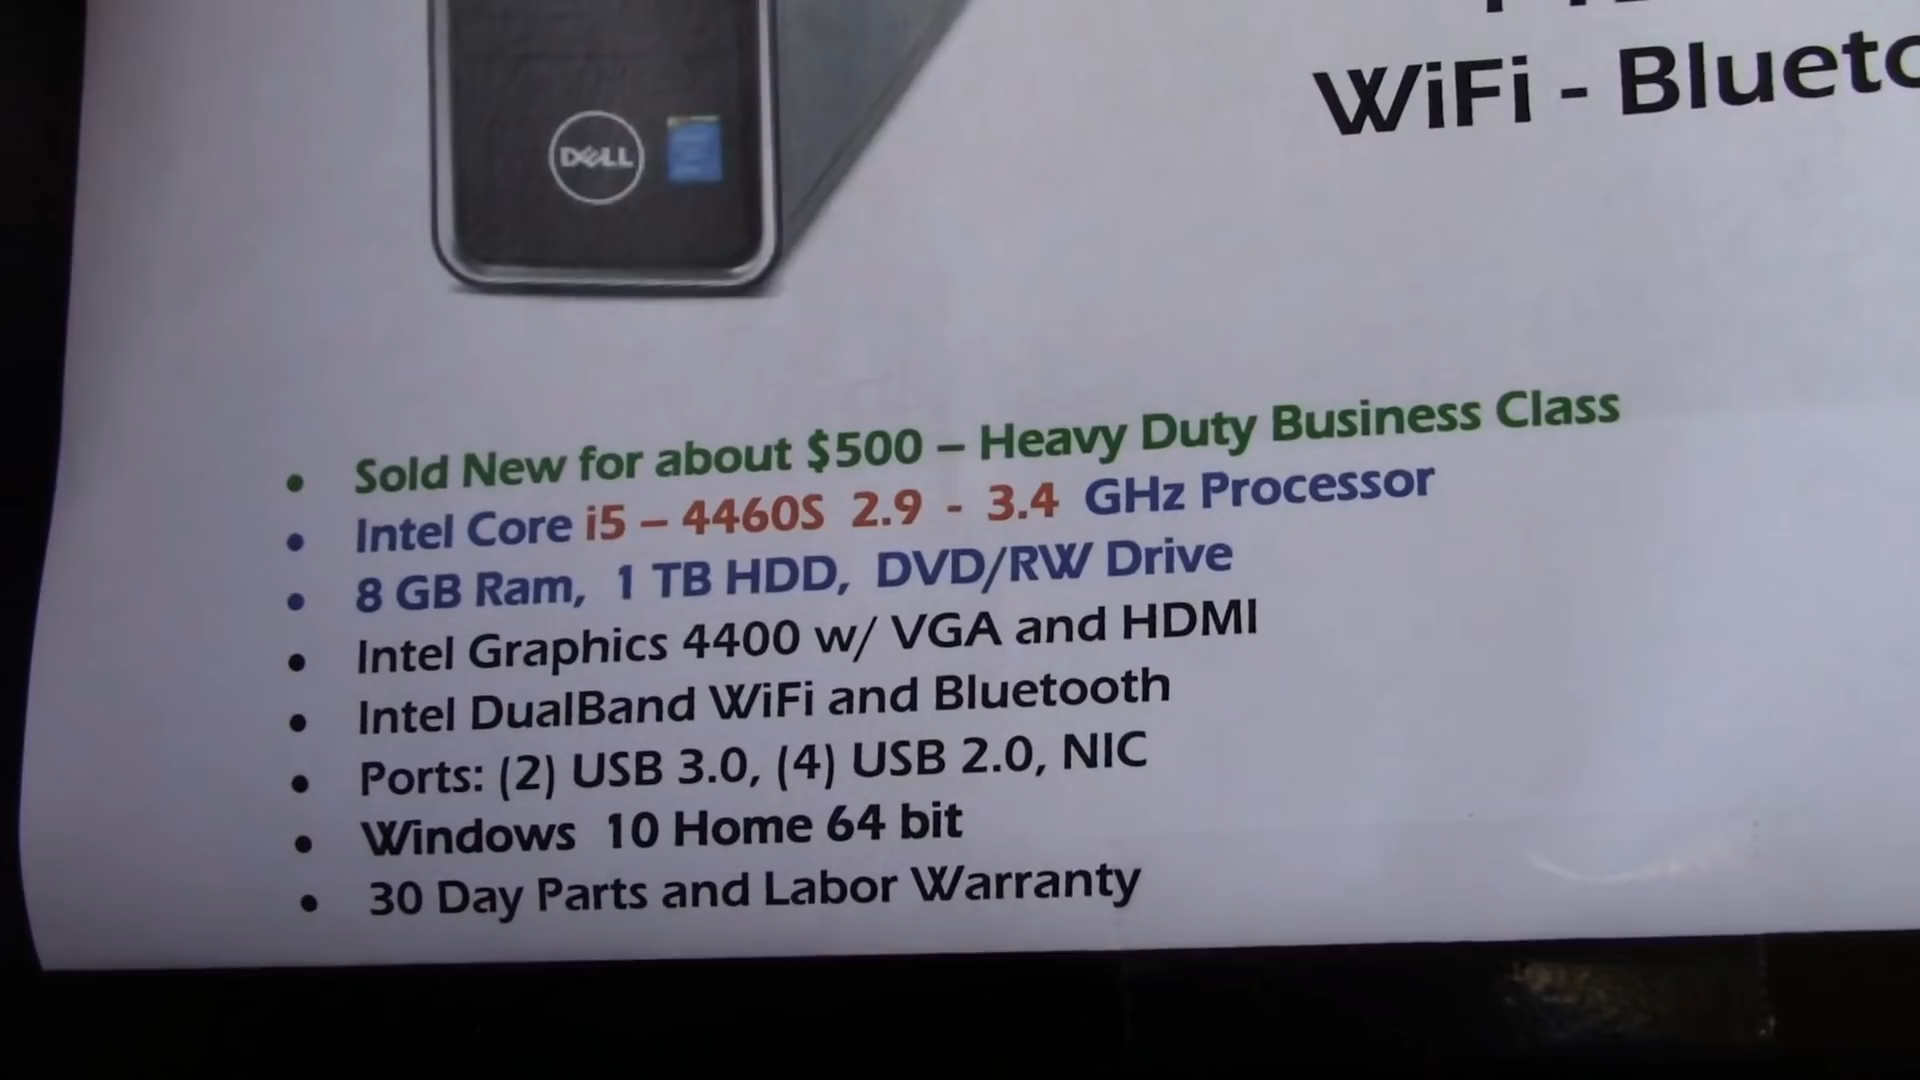 WiFi - Blueto
DELL
• Sold New for about $500 – Heavy Duty Business Class
• Intel Core i5 – 4460S 2.9 - 3.4 GHz Processor
• 8 GB Ram, 1 TB HDD, DVD/RW Drive
• Intel Graphics 4400 w/ VGA and HDMI
• Intel DualBand WiFi and Bluetooth
• Ports: (2) USB 3.0, (4) USB 2.0, NIC
• Windows 10 Home 64 bit
• 30 Day Parts and Labor Warranty